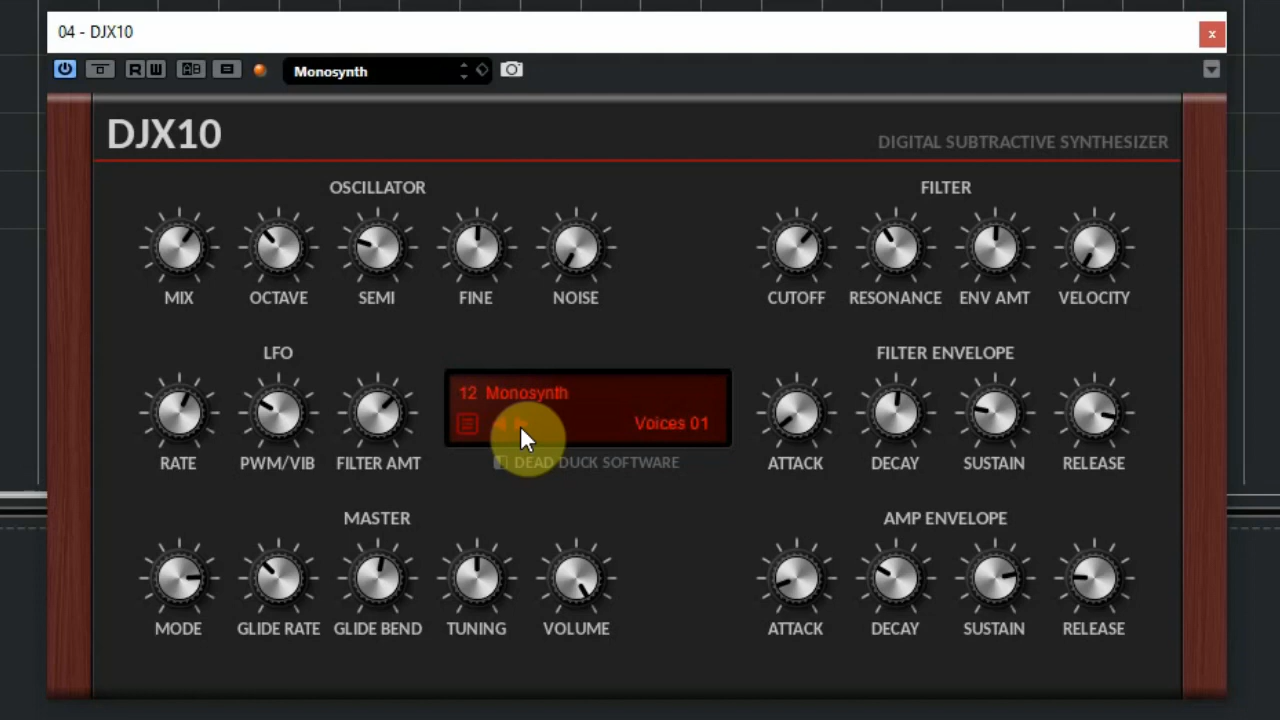 04 - DJX10
x
R W
Monosynth
DJX10
DIGITAL SUBTRACTIVE SYNTHESIZER
OSCILLATOR
FILTER
MIX OCTAVE SEMI FINE NOISE
CUTOFF RESONANCE ENV AMT VELOCITY
LFO
FILTER ENVELOPE
12 Monosynth
Voices 01
RATE PWM/VIB FILTER AMT
DEAD DUCK SOFTWARE
ATTACK DECAY SUSTAIN RELEASE
MASTER
AMP ENVELOPE
MODE GLIDE RATE GLIDE BEND TUNING VOLUME
ATTACK DECAY SUSTAIN RELEASE